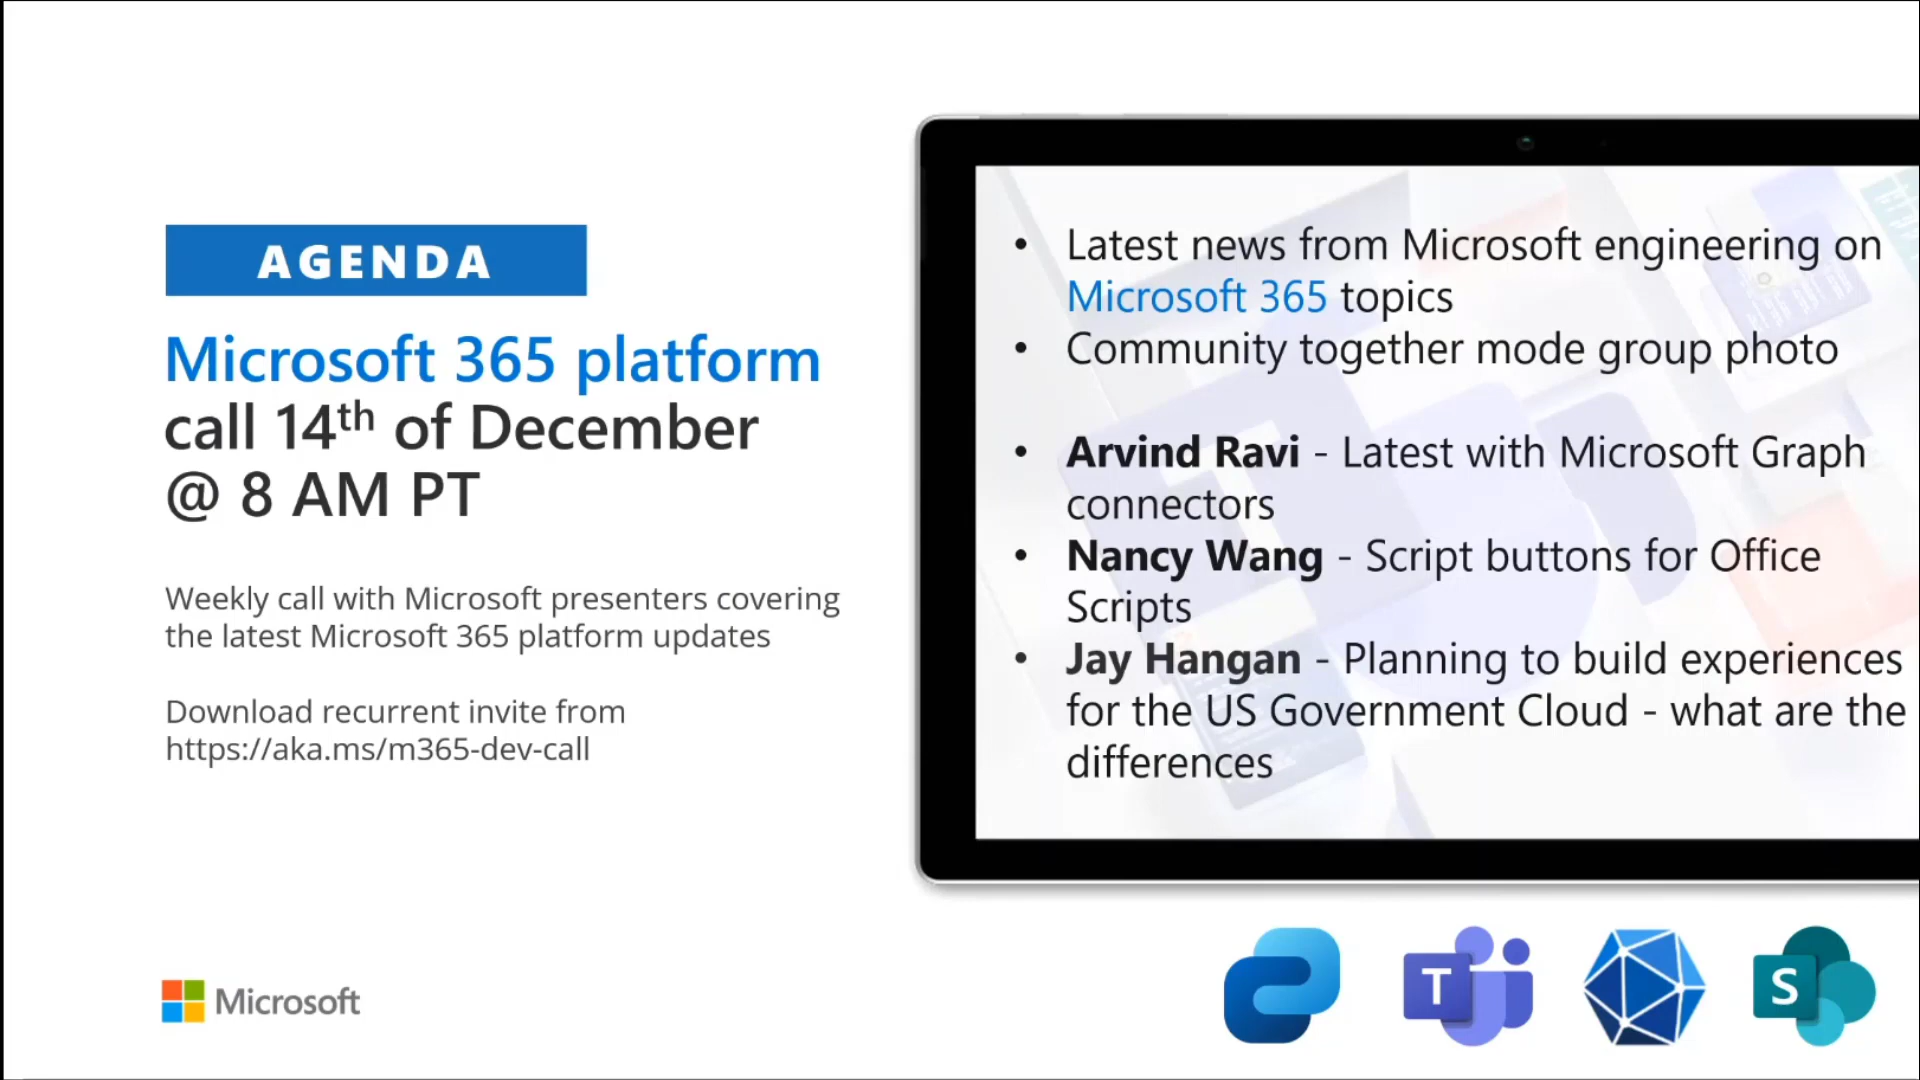 AGENDA
Microsoft 365 platform
call 14th of December
@ 8 AM PT
Weekly call with Microsoft presenters covering
the latest Microsoft 365 platform updates
Download recurrent invite from
https://aka.ms/m365-dev-call
• Latest news from Microsoft engineering on
Microsoft 365 topics
• Community together mode group photo
• Arvind Ravi - Latest with Microsoft Graph
connectors
• Nancy Wang - Script buttons for Office
Scripts
• Jay Hangan - Planning to build experiences
for the US Government Cloud - what are the
differences
Microsoft
T
S